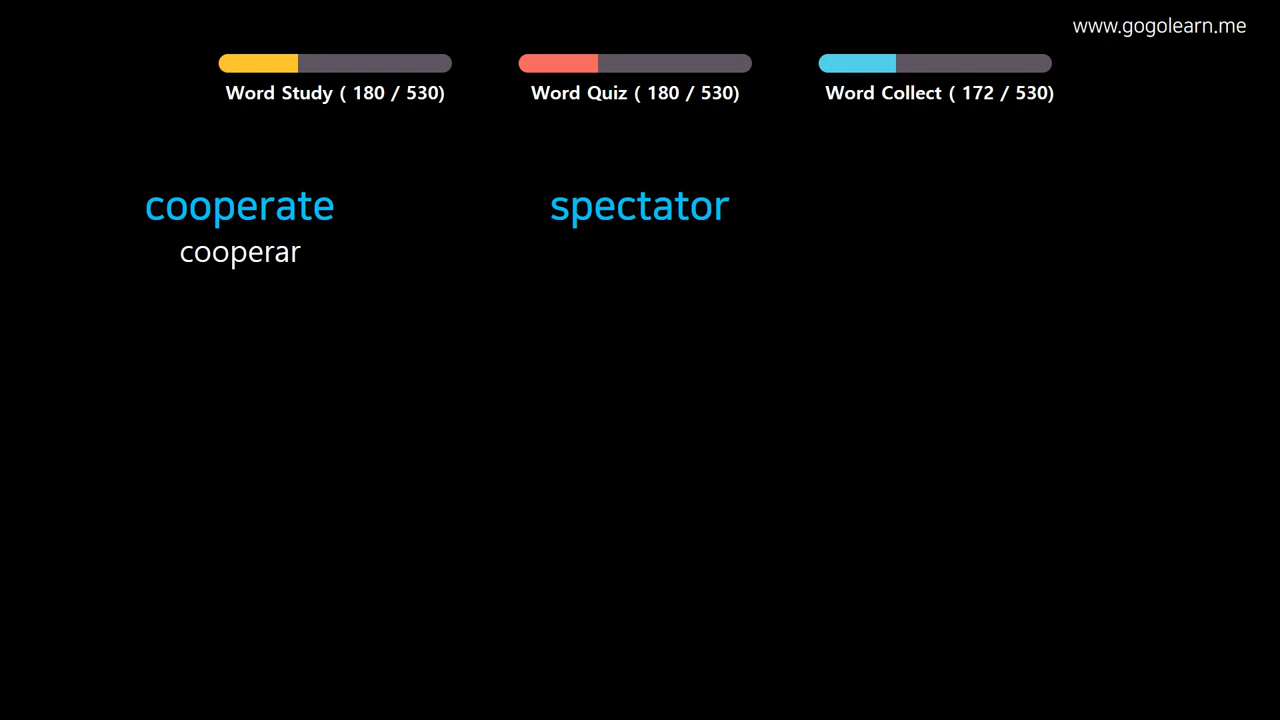 www.gogolearn.me
Word Study ( 180 / 530)
Word Quiz ( 180 / 530)
Word Collect ( 172 / 530)
cooperate
spectator
cooperar